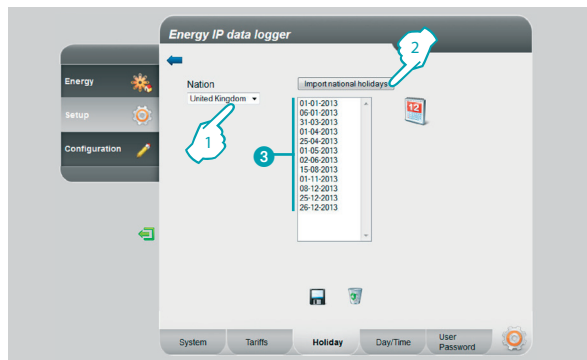 Energy IP data logger
2
Energy
Setup
Configuration
Nation
United Kingdom
Import national holidays
1
3
01-01-2013
06-01-2013
31-03-2013
01-04-2013
25-04-2013
01-05-2013
02-06-2013
15-08-2013
01-11-2013
08-12-2013
25-12-2013
26-12-2013
12
System
Tariffs
Holiday
Day/Time
User
Password